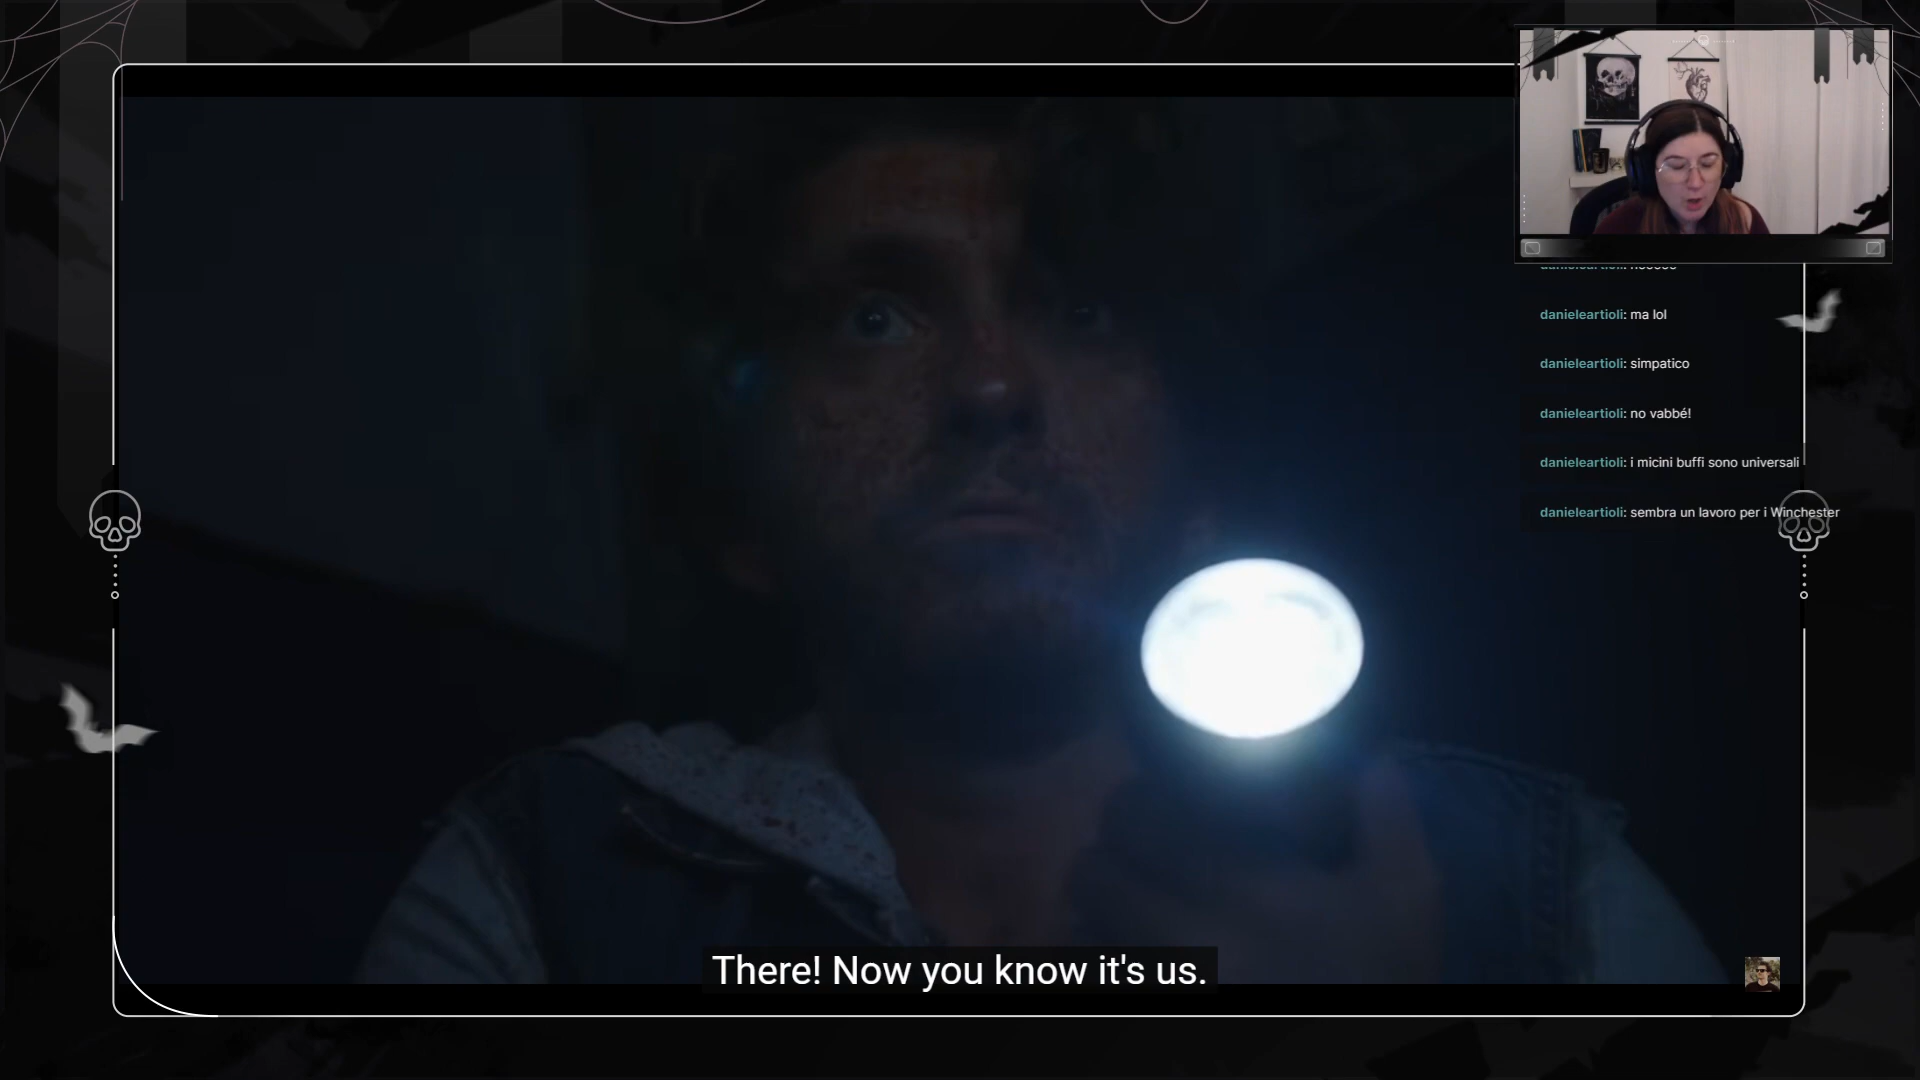 danieleartioli: ma lol
danieleartioli: simpatico
danieleartioli: no vabbé!
danieleartioli: i micini buffi sono universali
danieleartioli: sembra un lavoro per i Winchester
There! Now you know it's us.